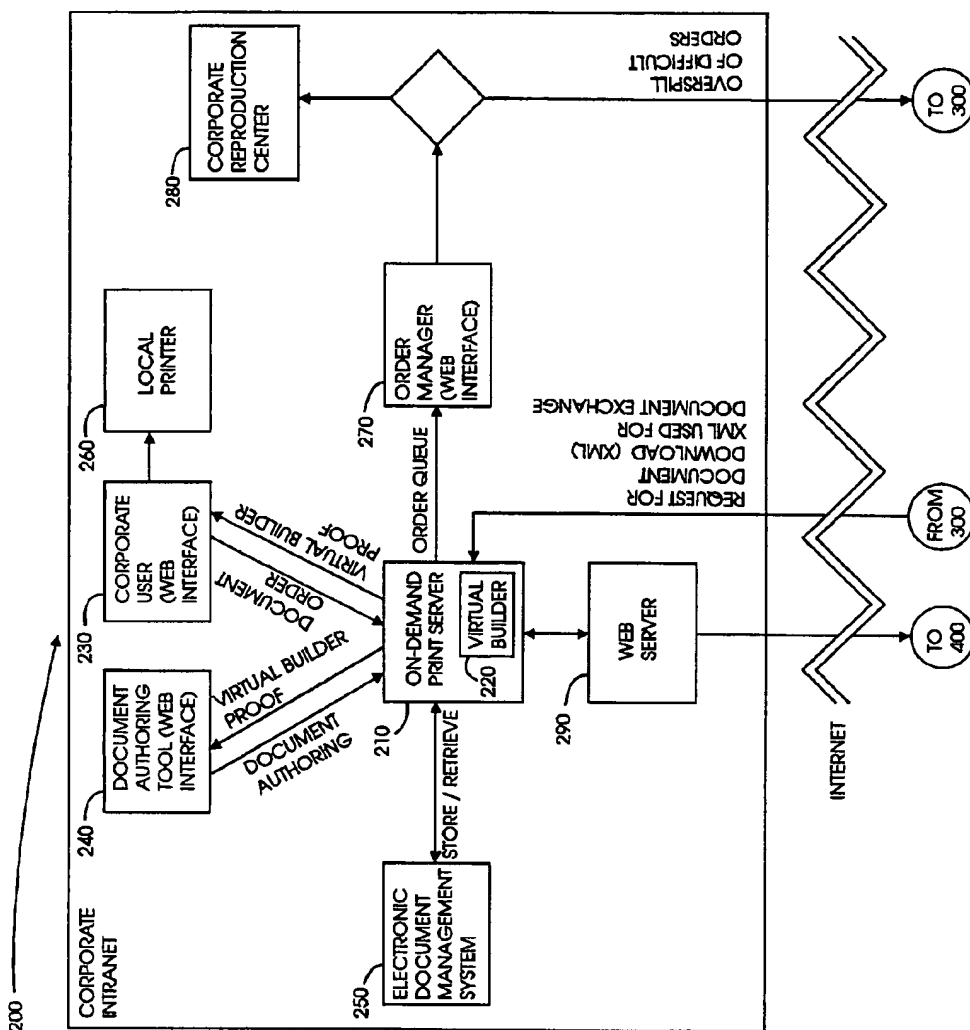 200
CORPORATE
INTRANET
240
DOCUMENT
AUTHORING
TOOL (WEB
INTERFACE)
230
CORPORATE
USER
(WEB
INTERFACE)
260
LOCAL
PRINTER
280
CORPORATE
REPRODUCTION
CENTER
VIRTUAL BUILDER
PROOF
DOCUMENT
AUTHORING
DOCUMENT
ORDER
VIRTUAL BUILDER
PROOF
250
ELECTRONIC
DOCUMENT
MANAGEMENT
SYSTEM
STORE / RETRIEVE
210
ON-DEMAND
PRINT SERVER
220
VIRTUAL
BUILDER
ORDER QUEUE
270
ORDER
MANAGER
(WEB
INTERFACE)
290
WEB
SERVER
REQUEST FOR
DOCUMENT
DOWNLOAD (XML)
XML USED FOR
DOCUMENT EXCHANGE
OVERSPILL
OF DIFFICULT
ORDERS
INTERNET
TO
400
FROM
300
TO
300